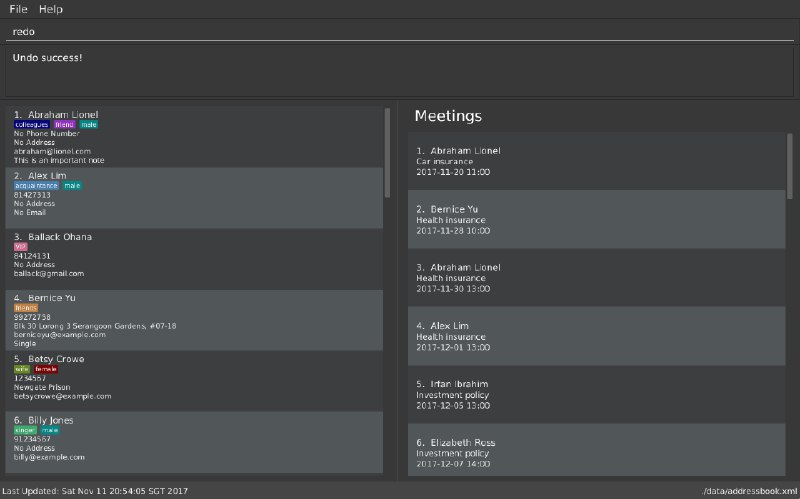 File Help
redo
Undo success!
1. Abraham Lionel
colleagues friend male
No Phone Number
No Address
abraham@lionel.com
This is an important note
2. Alex Lim
acquaintance male
81427313
No Address
No Email
3. Ballack Ohana
VIP
84124131
No Address
ballack@gmail.com
4. Bernice Yu
friends
99272758
Blk 30 Lorong 3 Serangoon Gardens, #07-18
berniceyu@example.com
Single
5. Betsy Crowe
wife female
1234567
Newgate Prison
betsycrowe@example.com
6. Billy Jones
singer male
91234567
No Address
billy@example.com
Meetings
1. Abraham Lionel
Car insurance
2017-11-20 11:00
2. Bernice Yu
Health insurance
2017-11-28 10:00
3. Abraham Lionel
Health insurance
2017-11-30 13:00
4. Alex Lim
Health insurance
2017-12-01 13:00
5. Irfan Ibrahim
Investment policy
2017-12-05 13:00
6. Elizabeth Ross
Investment policy
2017-12-07 14:00
Last Updated: Sat Nov 11 20:54:05 SGT 2017
./data/addressbook.xml